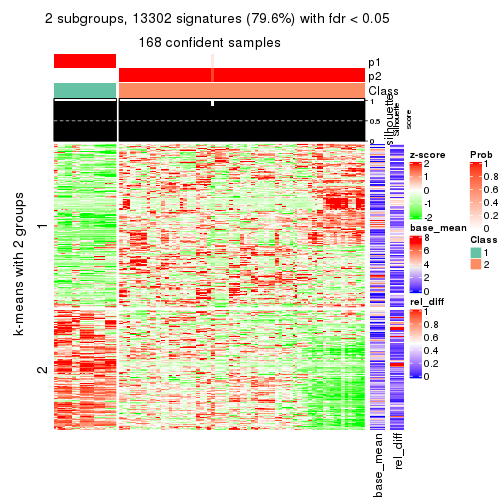 2 subgroups, 13302 signatures (79.6%) with fdr < 0.05
168 confident samples
p1
p2
Class
1
0.5
0
silhouette
Silhouette
score
k-means with 2 groups
1
2
base_mean
rel_diff
z-score
2
1
0
-1
-2
base_mean
8
6
4
2
0
rel_diff
1
0.8
0.6
0.4
0.2
0
Prob
1
0.8
0.6
0.4
0.2
0
Class
1
2